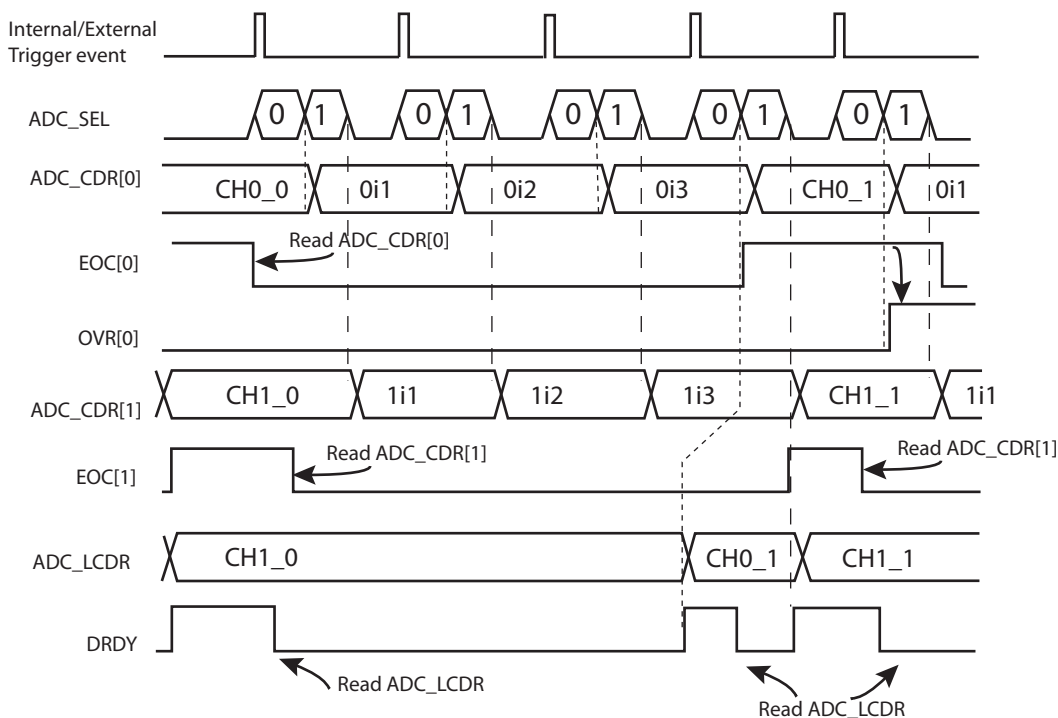 Internal/External
Trigger event
ADC_SEL
0 1 0 1 0 1 0 1 0 1
ADC_CDR[0]
CH0_0 0i1 0i2 0i3 CH0_1 0i1
Read ADC_CDR[0]
EOC[0]
OVR[0]
ADC_CDR[1]
CH1_0 1i1 1i2 1i3 CH1_1 1i1
Read ADC_CDR[1] Read ADC_CDR[1]
EOC[1]
ADC_LCDR
CH1_0 CH0_1 CH1_1
DRDY
Read ADC_LCDR
Read ADC_LCDR